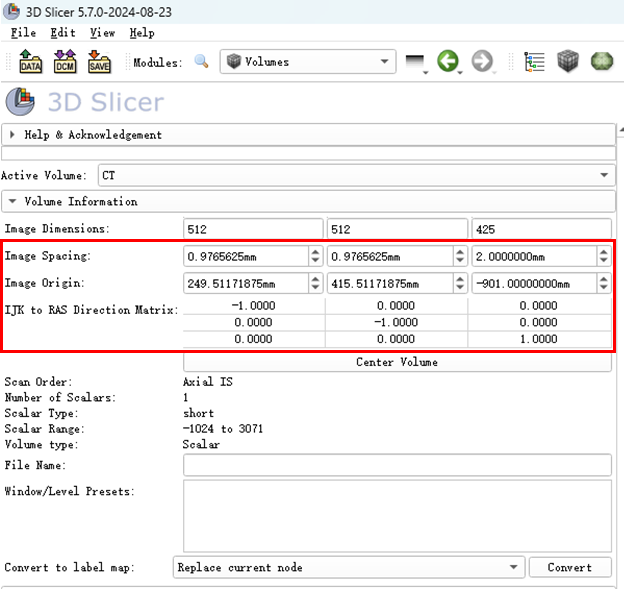 3D Slicer 5.7.0-2024-08-23
File Edit View Help
DATA DCM SAVE Modules: Volumes
3D Slicer
Help & Acknowledgement
Active Volume: CT
Volume Information
Image Dimensions: 512 512 425
Image Spacing: 0.9765625mm 0.9765625mm 2.0000000mm
Image Origin: 249.51171875mm 415.51171875mm -901.00000000mm
IJK to RAS Direction Matrix: -1.0000 0.0000 0.0000
0.0000 -1.0000 0.0000
0.0000 0.0000 1.0000
Center Volume
Scan Order: Axial IS
Number of Scalars: 1
Scalar Type: short
Scalar Range: -1024 to 3071
Volume type: Scalar
File Name:
Window/Level Presets:
Convert to label map: Replace current node Convert